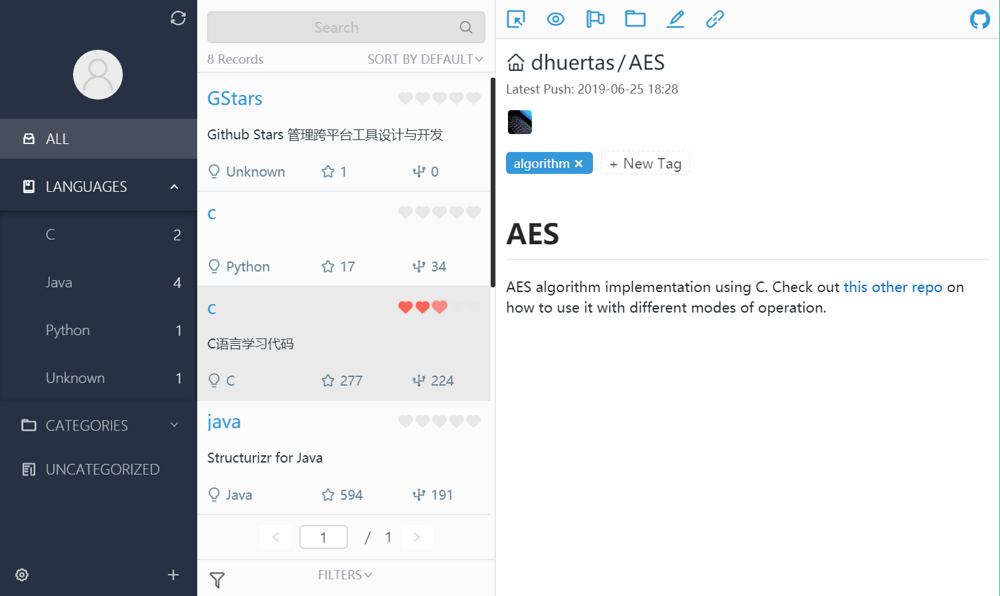 ALL
LANGUAGES
C 2
Java 4
Python 1
Unknown 1
CATEGORIES
UNCATEGORIZED
Search
8 Records SORT BY DEFAULT
GStars
Github Stars 管理跨平台工具设计与开发
Unknown 1 0
C
Python 17 34
C
C语言学习代码
C 277 224
java
Structurizr for Java
Java 594 191
< 1 / 1 >
FILTERS
dhuertas/AES
Latest Push: 2019-06-25 18:28
algorithm × + New Tag
AES
AES algorithm implementation using C. Check out this other repo on
how to use it with different modes of operation.